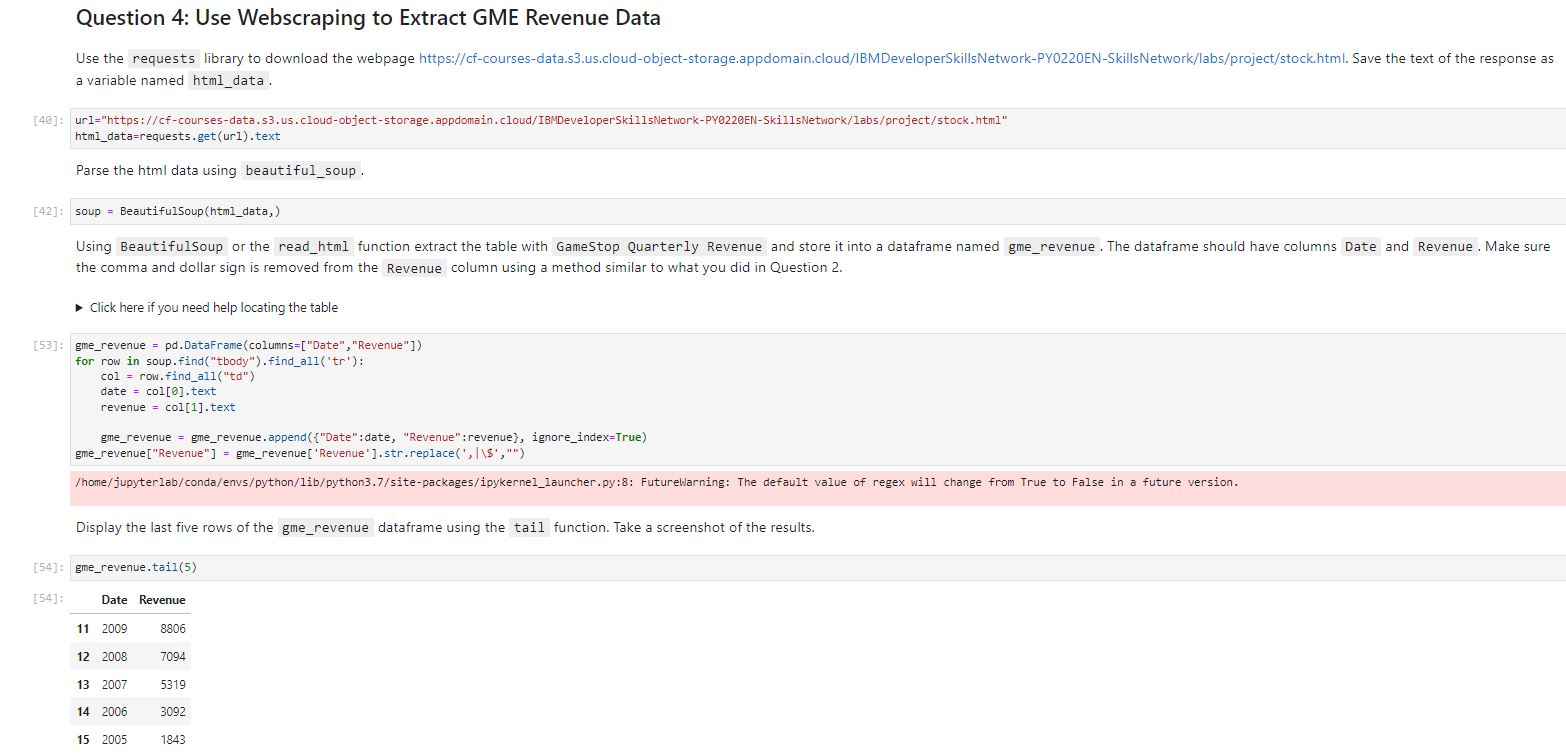 Question 4: Use Webscraping to Extract GME Revenue Data
Use the requests library to download the webpage https://cf-courses-data.s3.us.cloud-object-storage.appdomain.cloud/IBMDeveloperSkillsNetwork-PY0220EN-SkillsNetwork/labs/project/stock.html. Save the text of the response as
a variable named html_data.
[40]: url="https://cf-courses-data.s3.us.cloud-object-storage.appdomain.cloud/IBMDeveloperSkillsNetwork-PY0220EN-SkillsNetwork/labs/project/stock.html"
html_data=requests.get(url).text
Parse the html data using beautiful_soup.
[42]: soup = BeautifulSoup(html_data,)
Using BeautifulSoup or the read_html function extract the table with GameStop Quarterly Revenue and store it into a dataframe named gme_revenue. The dataframe should have columns Date and Revenue. Make sure
the comma and dollar sign is removed from the Revenue column using a method similar to what you did in Question 2.
▶ Click here if you need help locating the table
[53]: gme_revenue = pd.DataFrame(columns=["Date","Revenue"])
for row in soup.find("tbody").find_all('tr'):
    col = row.find_all("td")
    date = col[0].text
    revenue = col[1].text
    gme_revenue = gme_revenue.append({"Date":date, "Revenue":revenue}, ignore_index=True)
gme_revenue["Revenue"] = gme_revenue['Revenue'].str.replace(',|\$',"")
/home/jupyterlab/conda/envs/python/lib/python3.7/site-packages/ipykernel_launcher.py:8: FutureWarning: The default value of regex will change from True to False in a future version.
Display the last five rows of the gme_revenue dataframe using the tail function. Take a screenshot of the results.
[54]: gme_revenue.tail(5)
[54]: Date Revenue
11 2009 8806
12 2008 7094
13 2007 5319
14 2006 3092
15 2005 1843